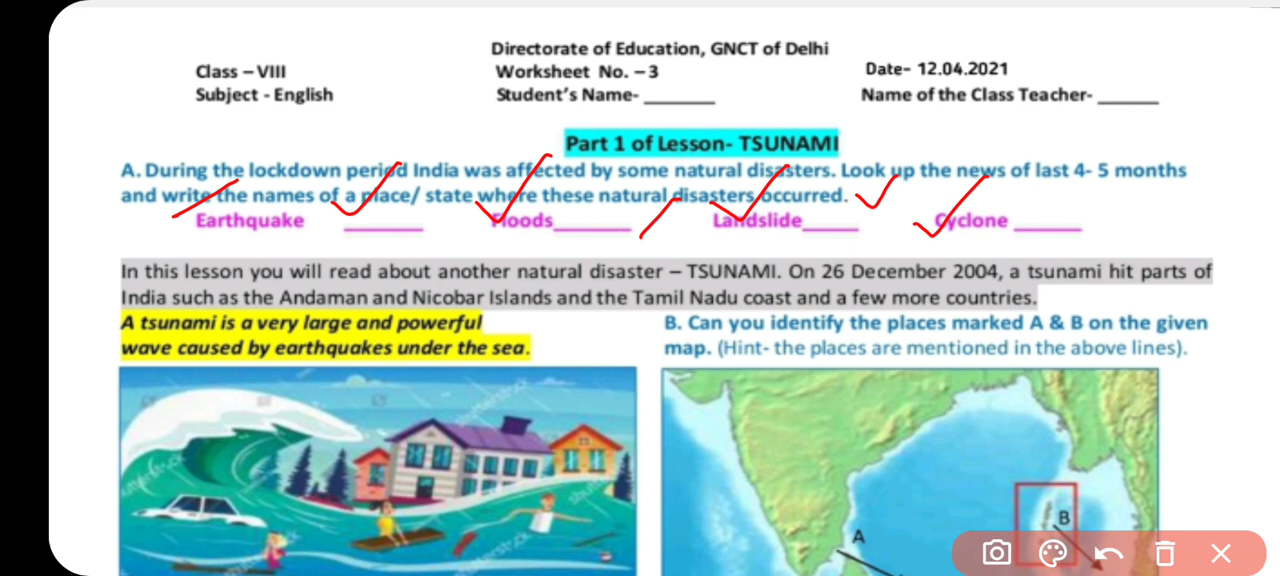 Directorate of Education, GNCT of Delhi
Class – VIII Worksheet No. – 3 Date- 12.04.2021
Subject - English Student's Name- ________ Name of the Class Teacher- ______
Part 1 of Lesson- TSUNAMI
A. During the lockdown period India was affected by some natural disasters. Look up the news of last 4- 5 months
and write the names of a place/ state where these natural disasters occurred.
Earthquake ________ Floods________ Landslide______ Cyclone _______
In this lesson you will read about another natural disaster – TSUNAMI. On 26 December 2004, a tsunami hit parts of
India such as the Andaman and Nicobar Islands and the Tamil Nadu coast and a few more countries.
A tsunami is a very large and powerful
wave caused by earthquakes under the sea.
B. Can you identify the places marked A & B on the given
map. (Hint- the places are mentioned in the above lines).
A
B